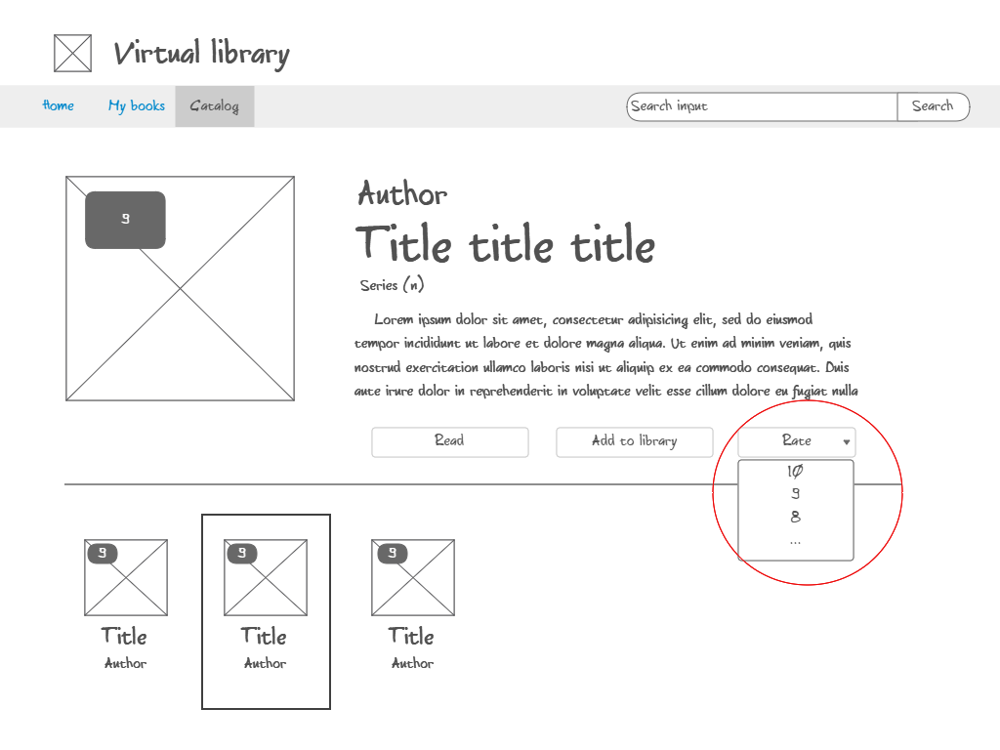 Virtual library
Home My books Catalog Search input Search
9
Author
Title title title
Series (n)
Lorem ipsum dolor sit amet, consectetur adipisicing elit, sed do eiusmod
tempor incididunt ut labore et dolore magna aliqua. Ut enim ad minim veniam, quis
nostrud exercitation ullamco laboris nisi ut aliquip ex ea commodo consequat. Duis
aute irure dolor in reprehenderit in voluptate velit esse cillum dolore eu fugiat nulla
Read Add to library Rate
10
9
8
...
9 9 9
Title Title Title
Author Author Author